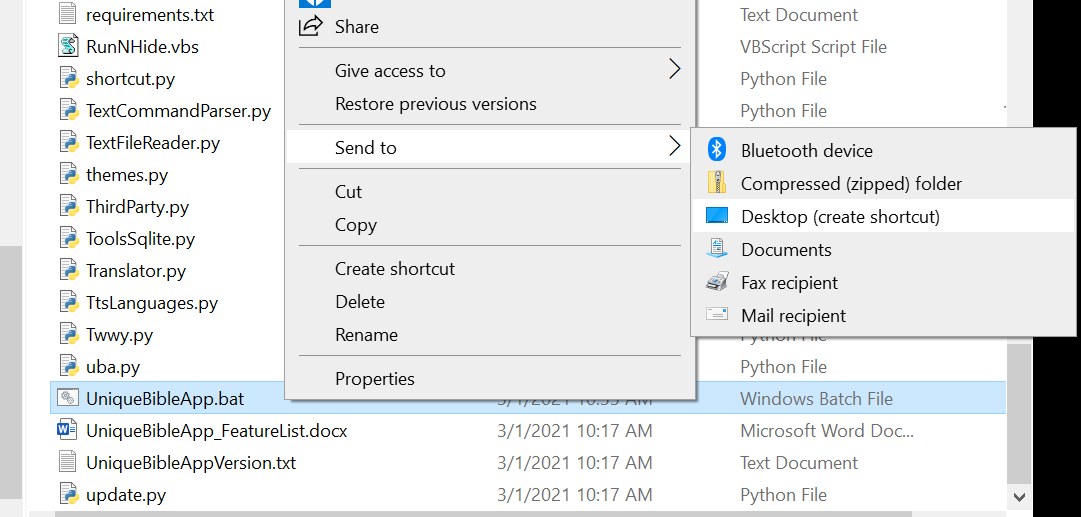 requirements.txt
Text Document
RunNHide.vbs
VBScript Script File
shortcut.py
Python File
TextCommandParser.py
Python File
TextFileReader.py
themes.py
ThirdParty.py
ToolsSqlite.py
Translator.py
TtsLanguages.py
Twwy.py
Python File
uba.py
Python File
UniqueBibleApp.bat
3/1/2021 10:53 AM
Windows Batch File
UniqueBibleApp_FeatureList.docx
3/1/2021 10:17 AM
Microsoft Word Doc...
UniqueBibleAppVersion.txt
3/1/2021 10:17 AM
Text Document
update.py
3/1/2021 10:17 AM
Python File
Share
Give access to
Restore previous versions
Send to
Cut
Copy
Create shortcut
Delete
Rename
Properties
Bluetooth device
Compressed (zipped) folder
Desktop (create shortcut)
Documents
Fax recipient
Mail recipient